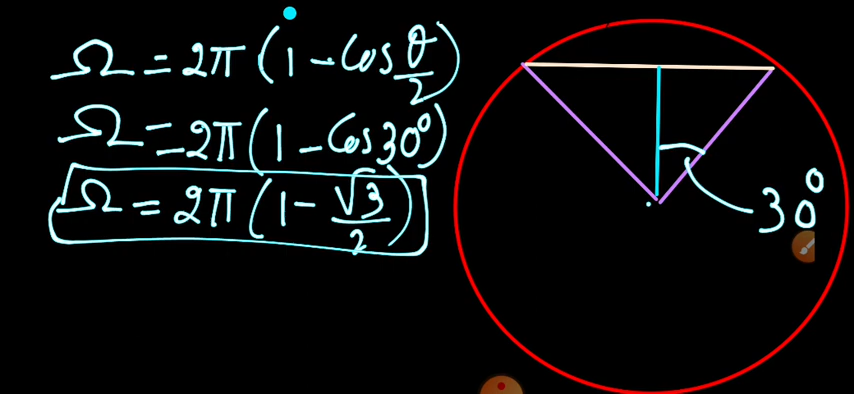 Ω = 2π (1 - Cos θ/2)
Ω = 2π (1 - Cos 30°)
Ω = 2π (1 - √3/2)
30°